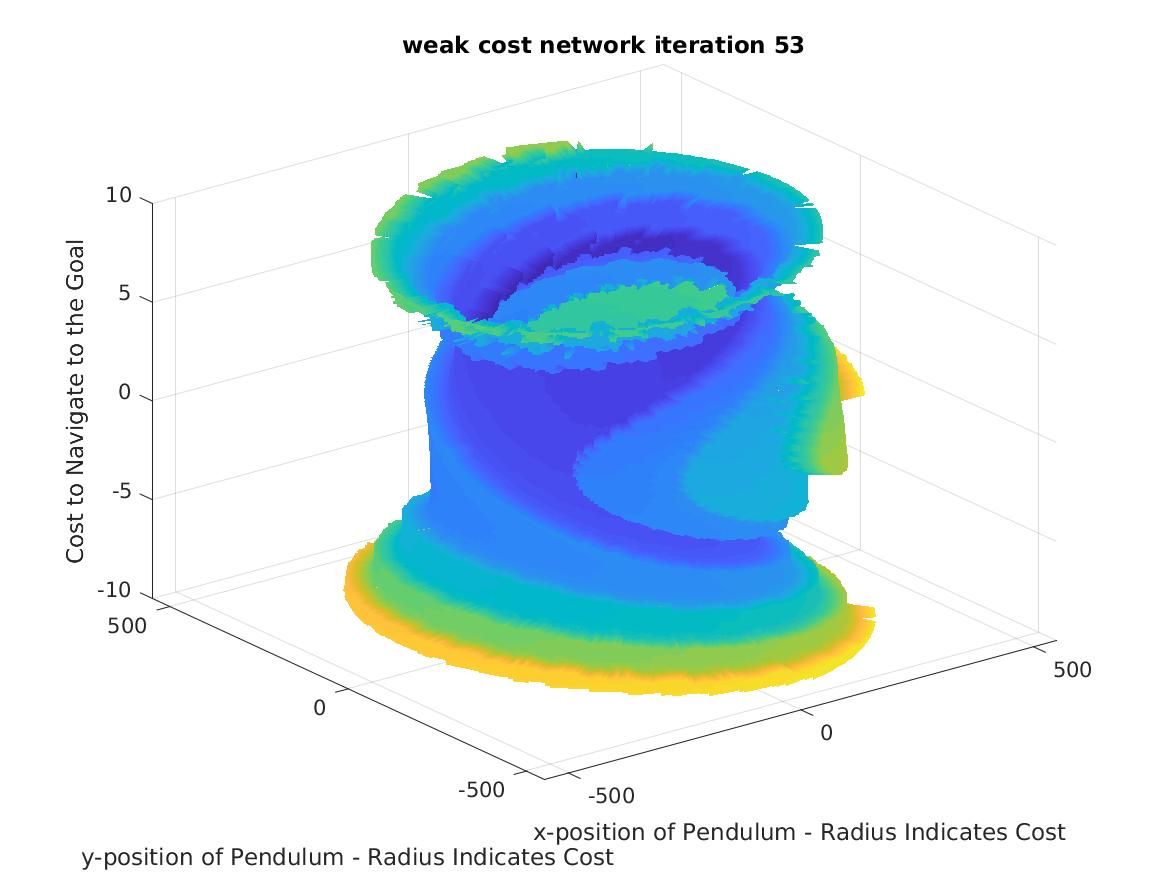 weak cost network iteration 53
Cost to Navigate to the Goal
10
5
0
-5
-10
500
0
-500
-500
0
500
x-position of Pendulum - Radius Indicates Cost
y-position of Pendulum - Radius Indicates Cost